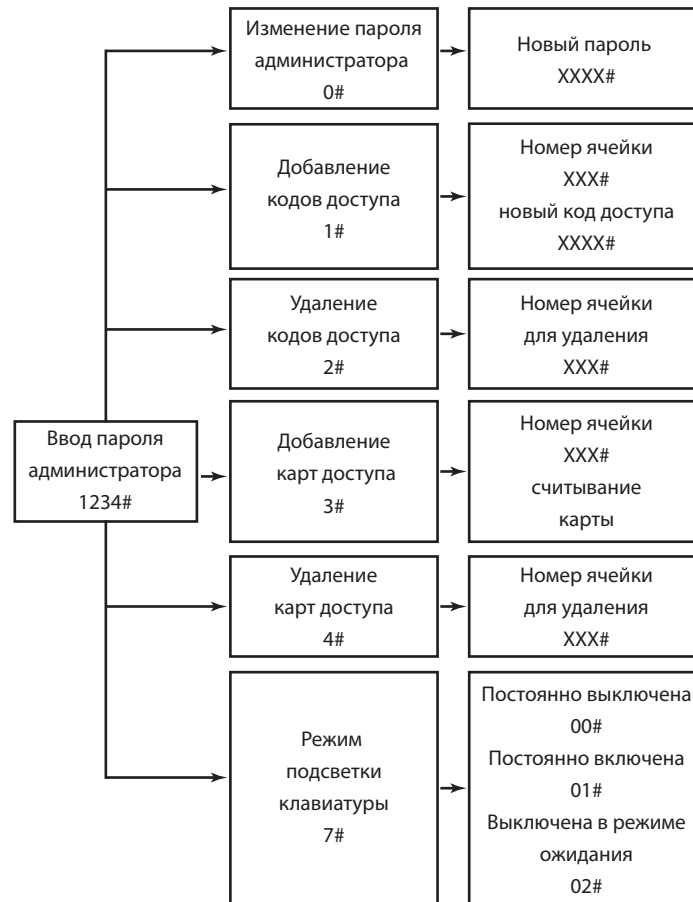 Изменение пароля
администратора
0#
Новый пароль
XXXX#
Добавление
кодов доступа
1#
Номер ячейки
XXX#
новый код доступа
XXXX#
Удаление
кодов доступа
2#
Номер ячейки
для удаления
XXX#
Ввод пароля
администратора
1234#
Добавление
карт доступа
3#
Номер ячейки
XXX#
считывание
карты
Удаление
карт доступа
4#
Номер ячейки
для удаления
XXX#
Режим
подсветки
клавиатуры
7#
Постоянно выключена
00#
Постоянно включена
01#
Выключена в режиме
ожидания
02#